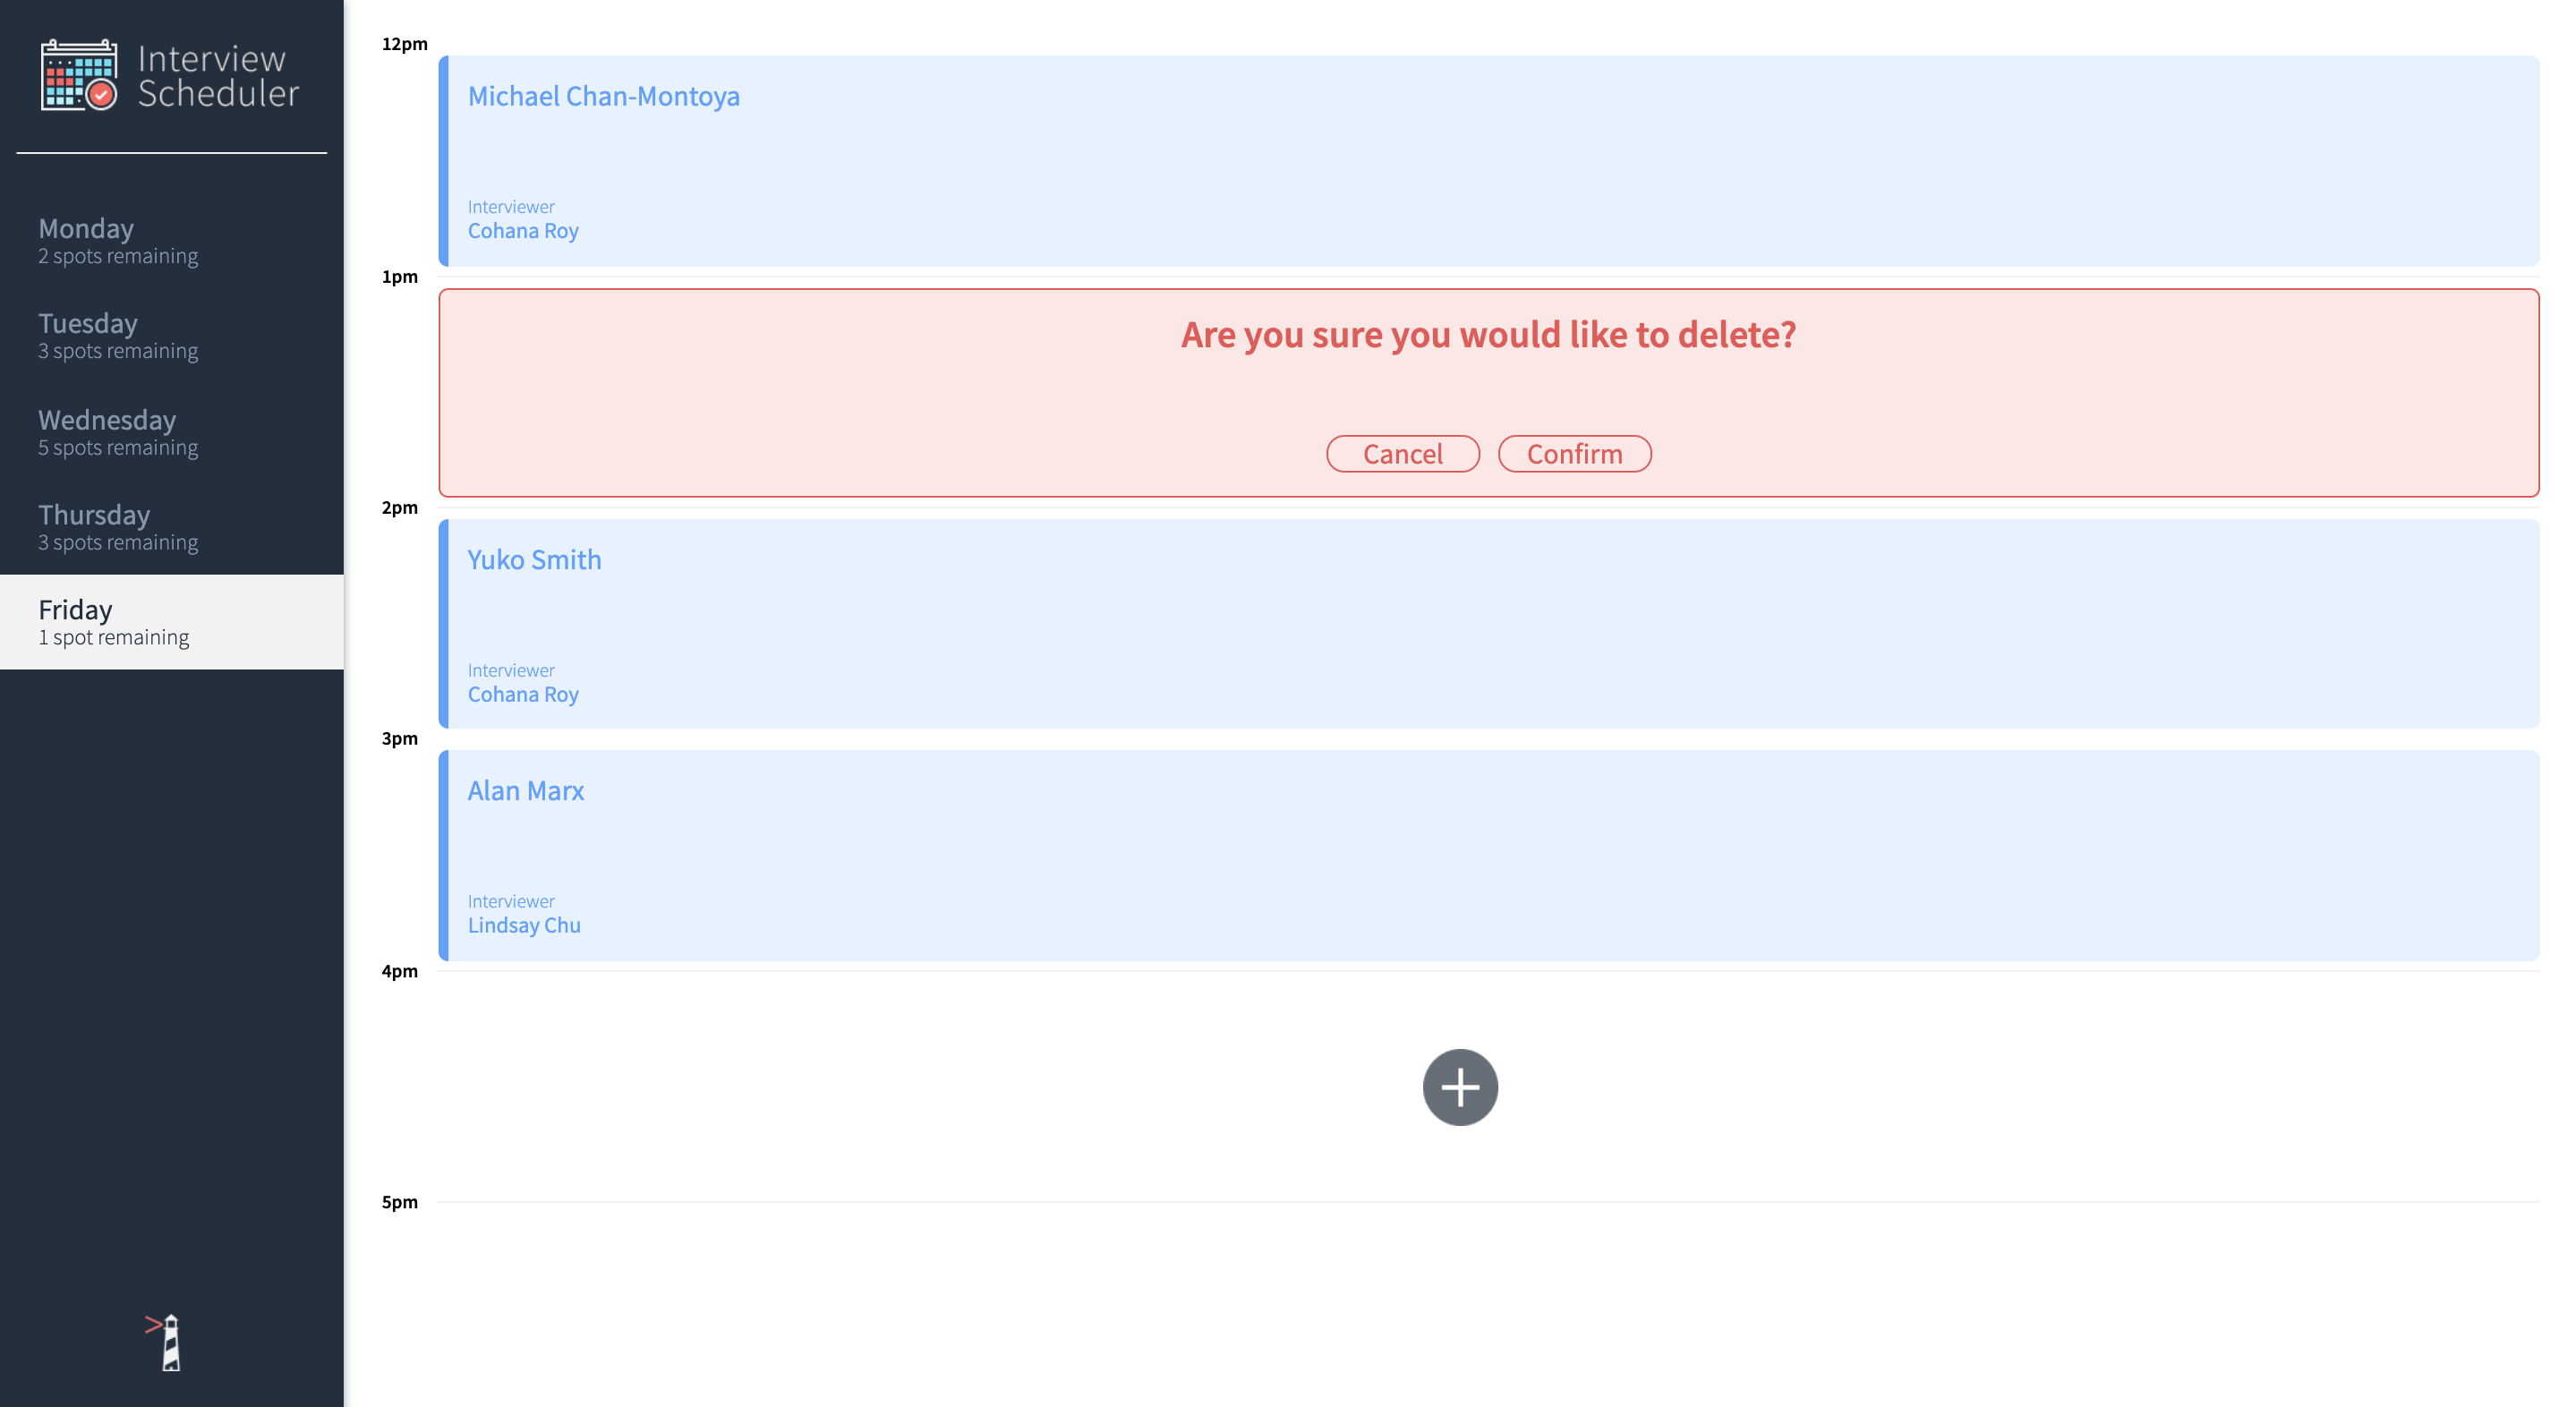 Interview
Scheduler
Monday
2 spots remaining
Tuesday
3 spots remaining
Wednesday
5 spots remaining
Thursday
3 spots remaining
Friday
1 spot remaining
12pm
Michael Chan-Montoya
Interviewer
Cohana Roy
1pm
Are you sure you would like to delete?
Cancel Confirm
2pm
Yuko Smith
Interviewer
Cohana Roy
3pm
Alan Marx
Interviewer
Lindsay Chu
4pm
5pm